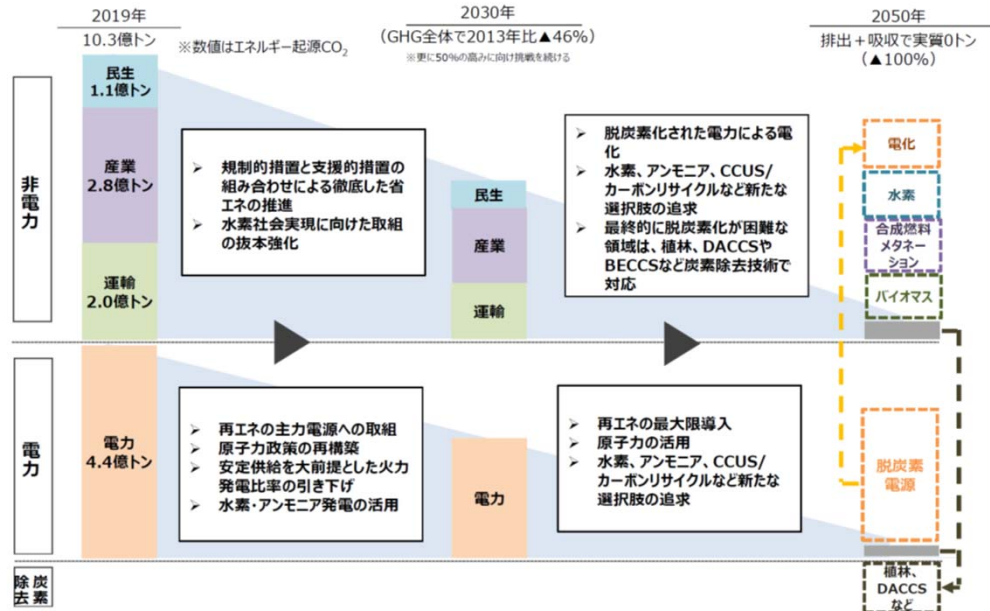 2019年
10.3億トン
※数値はエネルギー起源CO₂
2030年
(GHG全体で2013年比▲46%)
※更に50%の高みに向け挑戦を続ける
2050年
排出+吸収で実質0トン
(▲100%)
非電力
民生
1.1億トン
産業
2.8億トン
運輸
2.0億トン
➢ 規制的措置と支援的措置の
組み合わせによる徹底した省
エネの推進
➢ 水素社会実現に向けた取組
の抜本強化
民生
産業
運輸
➢ 脱炭素化された電力による電
化
➢ 水素、アンモニア、CCUS/
カーボンリサイクルなど新たな
選択肢の追求
➢ 最終的に脱炭素化が困難な
領域は、植林、DACCSや
BECCSなど炭素除去技術で
対応
電化
水素
合成燃料
メタネー
ション
バイオマス
電力
電力
4.4億トン
➢ 再エネの主力電源への取組
➢ 原子力政策の再構築
➢ 安定供給を大前提とした火力
発電比率の引き下げ
➢ 水素・アンモニア発電の活用
電力
➢ 再エネの最大限導入
➢ 原子力の活用
➢ 水素、アンモニア、CCUS/
カーボンリサイクルなど新たな
選択肢の追求
脱炭素
電源
炭素
除去
植林、
DACCS
など